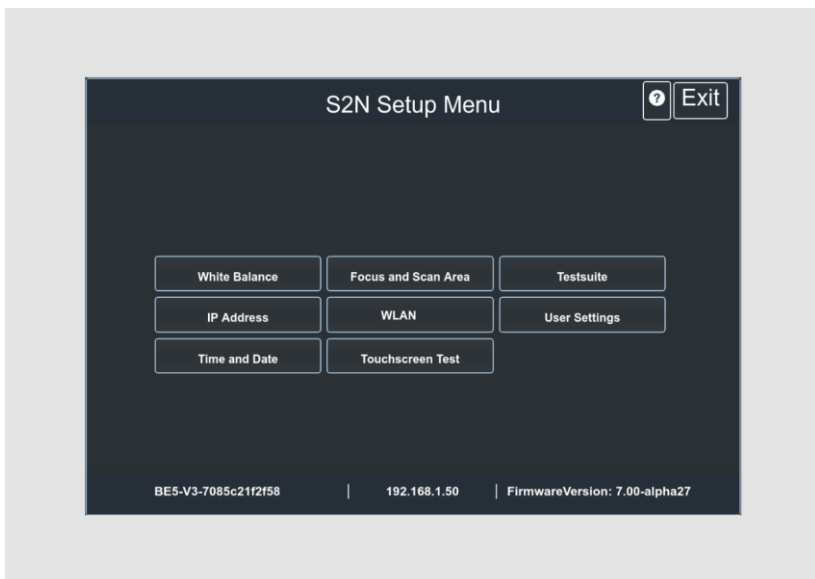 S2N Setup Menu ? Exit
White Balance Focus and Scan Area Testsuite
IP Address WLAN User Settings
Time and Date Touchscreen Test
BE5-V3-7085c21f2f58 | 192.168.1.50 | FirmwareVersion: 7.00-alpha27